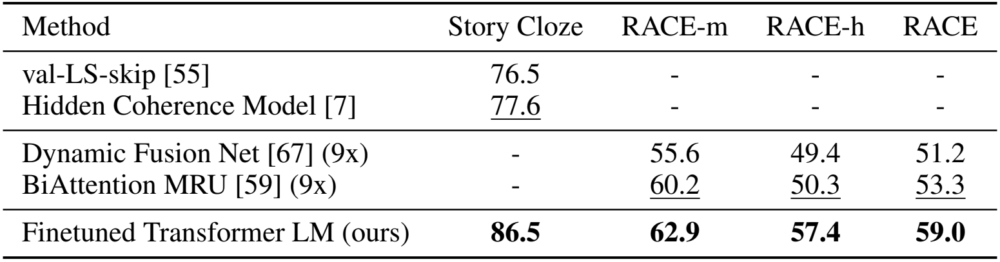 Method Story Cloze RACE-m RACE-h RACE
val-LS-skip [55] 76.5 - - -
Hidden Coherence Model [7] 77.6 - - -
Dynamic Fusion Net [67] (9x) - 55.6 49.4 51.2
BiAttention MRU [59] (9x) - 60.2 50.3 53.3
Finetuned Transformer LM (ours) 86.5 62.9 57.4 59.0